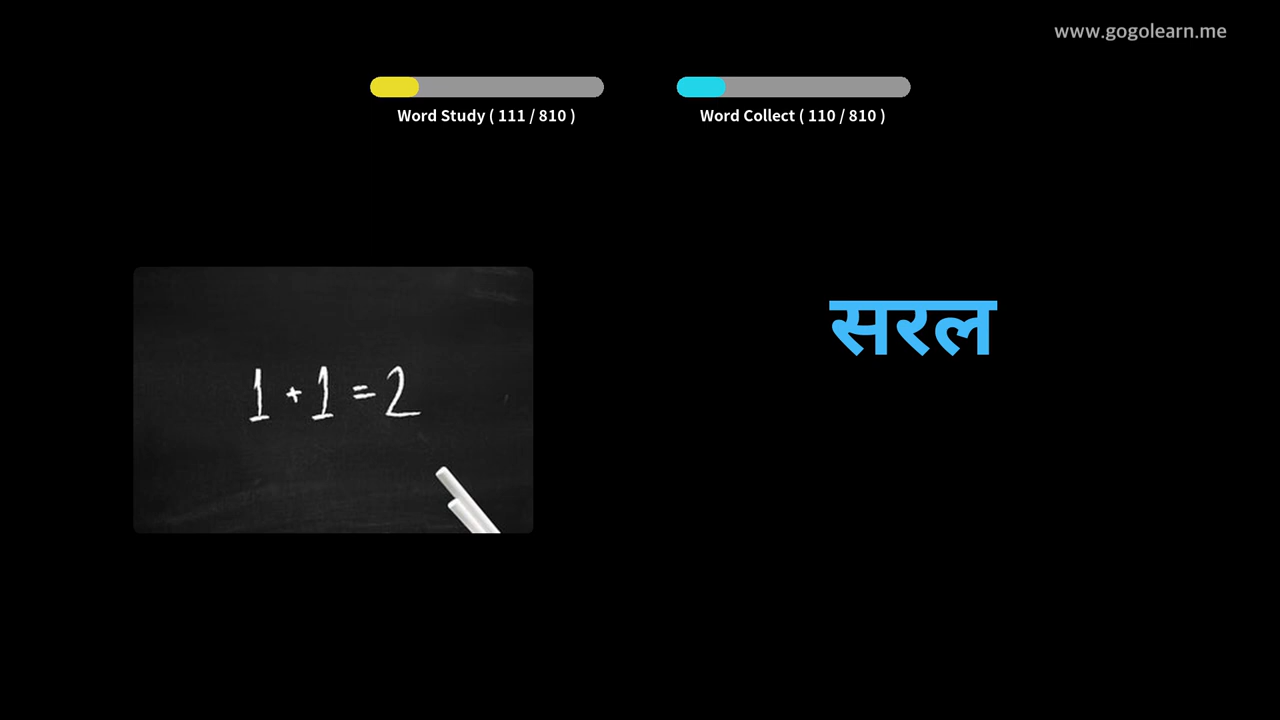 www.gogolearn.me
Word Study ( 111 / 810 )
Word Collect ( 110 / 810 )
सरल
1 + 1 = 2